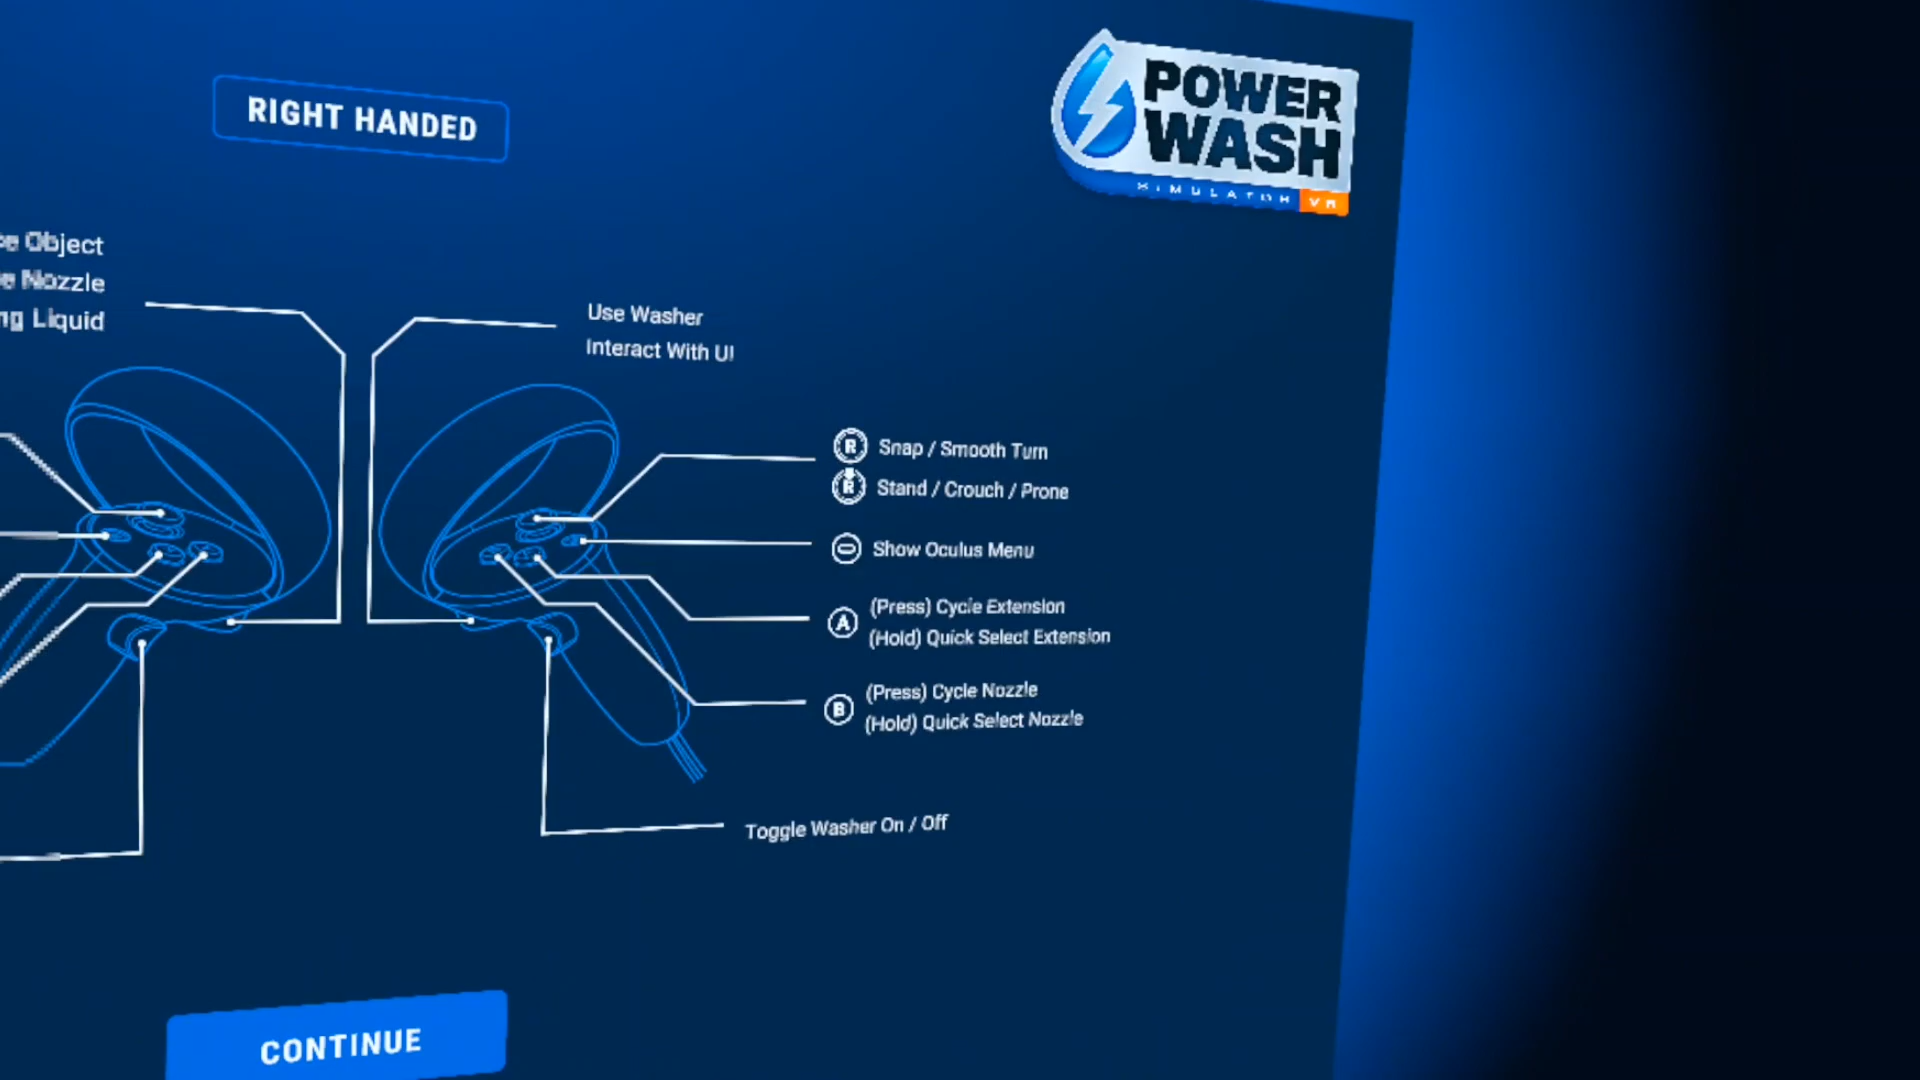 RIGHT HANDED
POWER
WASH
SIMULATOR VR
Object
Nozzle
Liquid
Use Washer
Interact With UI
R Snap / Smooth Turn
R Stand / Crouch / Prone
Show Oculus Menu
A (Press) Cycle Extension
(Hold) Quick Select Extension
B (Press) Cycle Nozzle
(Hold) Quick Select Nozzle
Toggle Washer On / Off
CONTINUE